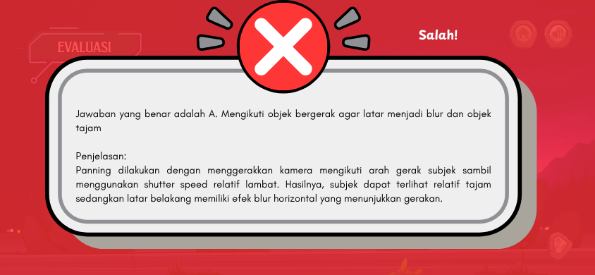 EVALUASI
Salah!
Jawaban yang benar adalah A. Mengikuti objek bergerak agar latar menjadi blur dan objek
tajam
Penjelasan:
Panning dilakukan dengan menggerakkan kamera mengikuti arah gerak subjek sambil
menggunakan shutter speed relatif lambat. Hasilnya, subjek dapat terlihat relatif tajam
sedangkan latar belakang memiliki efek blur horizontal yang menunjukkan gerakan.